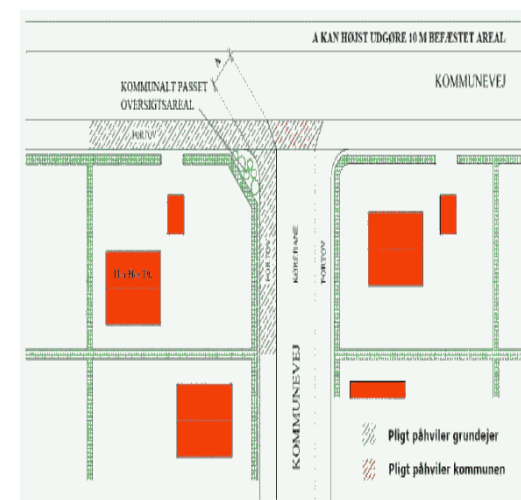 A KAN HØJST UDGØRE 10 M BEFÆSTET AREAL
KOMMUNEVEJ
A
KOMMUNALT PASSET
OVERSIGTSAREAL
FORTOV
FORTOV
KØREBANE
FORTOV
KOMMUNEVEJ
Pligt påhviler grundejer
Pligt påhviler kommunen